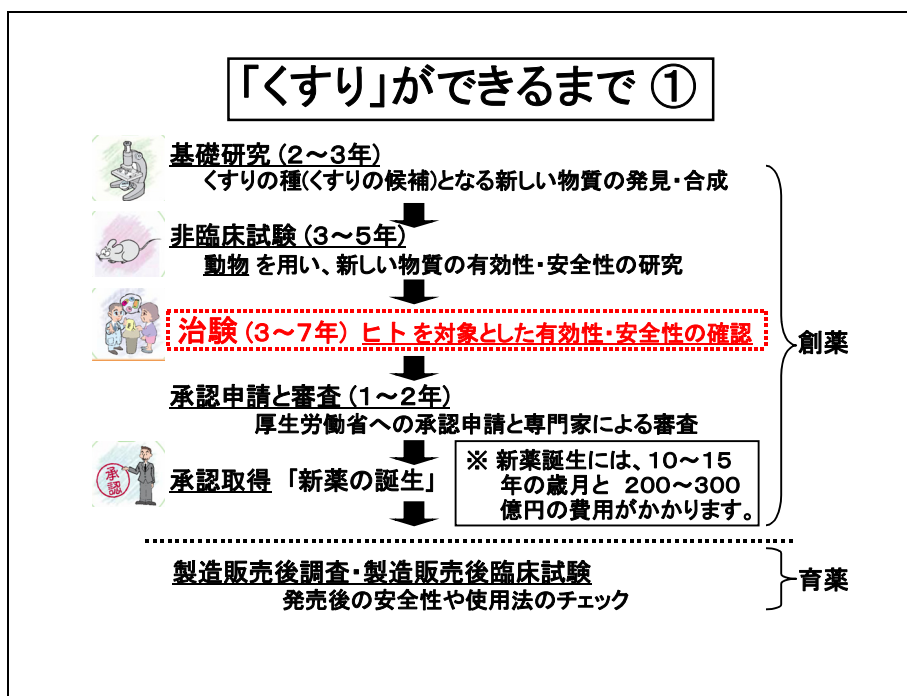 「くすり」ができるまで ①
基礎研究(2～3年)
くすりの種(くすりの候補)となる新しい物質の発見・合成
非臨床試験(3～5年)
動物 を用い、新しい物質の有効性・安全性の研究
治験(3～7年) ヒト を対象とした有効性・安全性の確認
創薬
承認申請と審査(1～2年)
厚生労働省への承認申請と専門家による審査
承認
承認取得 「新薬の誕生」
※ 新薬誕生には、10～15
年の歳月と 200～300
億円の費用がかかります。
製造販売後調査・製造販売後臨床試験
発売後の安全性や使用法のチェック
育薬